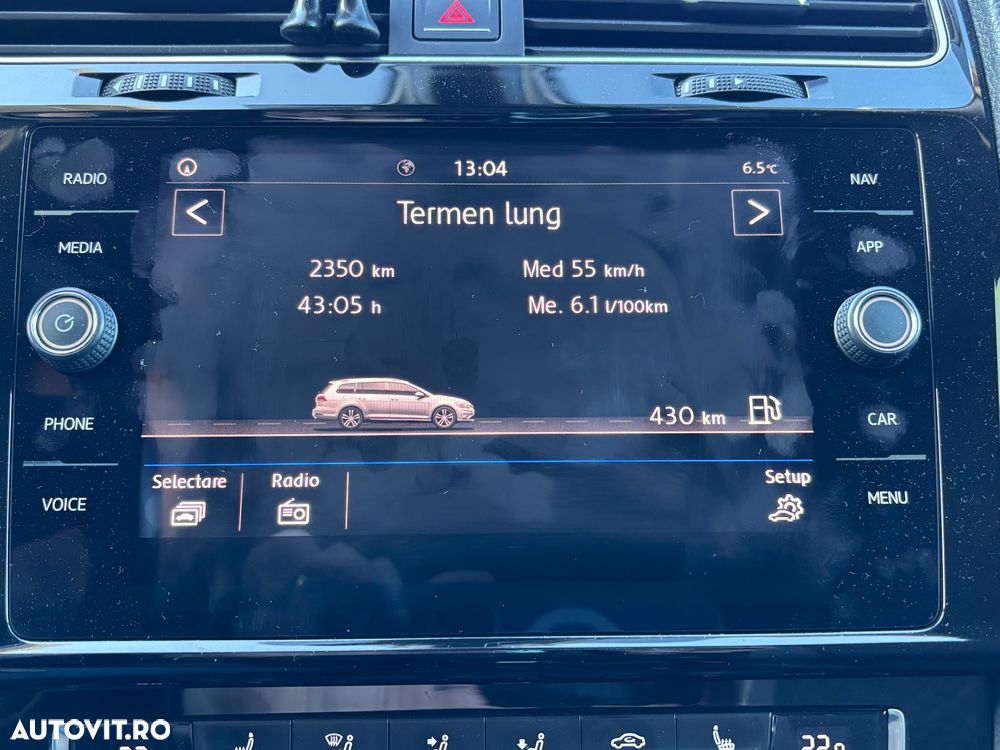 RADIO
MEDIA
PHONE
VOICE
13:04
6.5°C
<
Termen lung
>
2350 km
Med 55 km/h
43:05 h
Me. 6.1 l/100km
430 km
Selectare
Radio
Setup
NAV
APP
CAR
MENU
AUTOVIT.RO